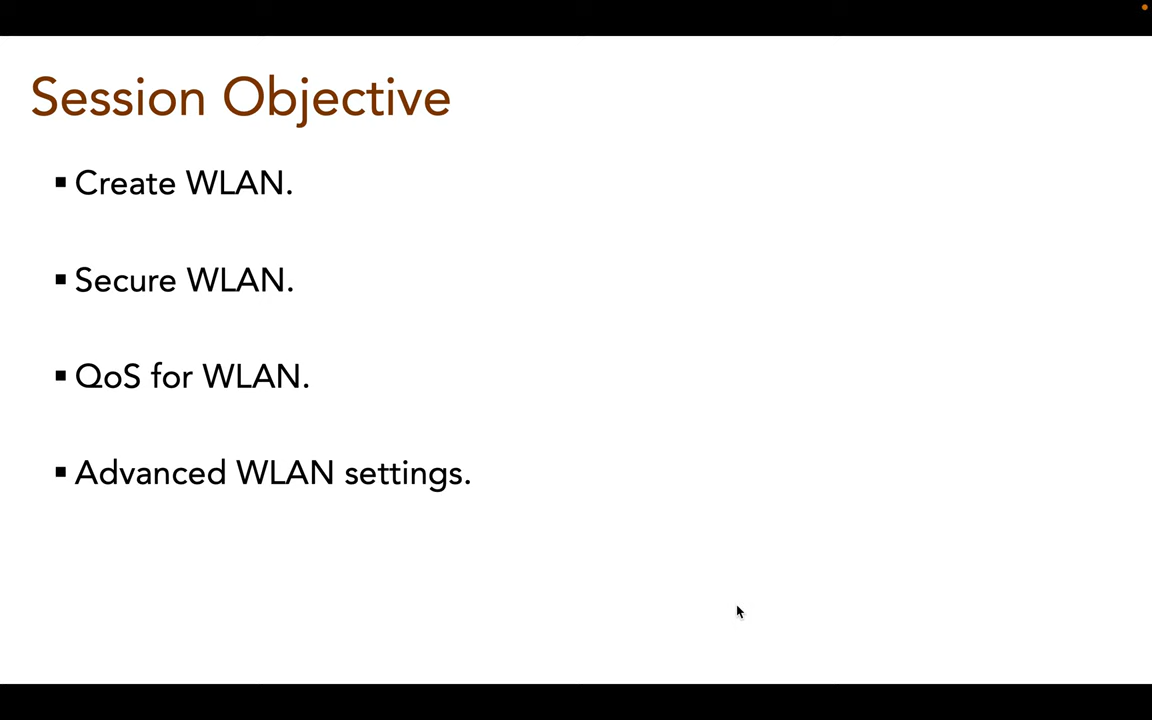 Session Objective
▪ Create WLAN.
▪ Secure WLAN.
▪ QoS for WLAN.
▪ Advanced WLAN settings.